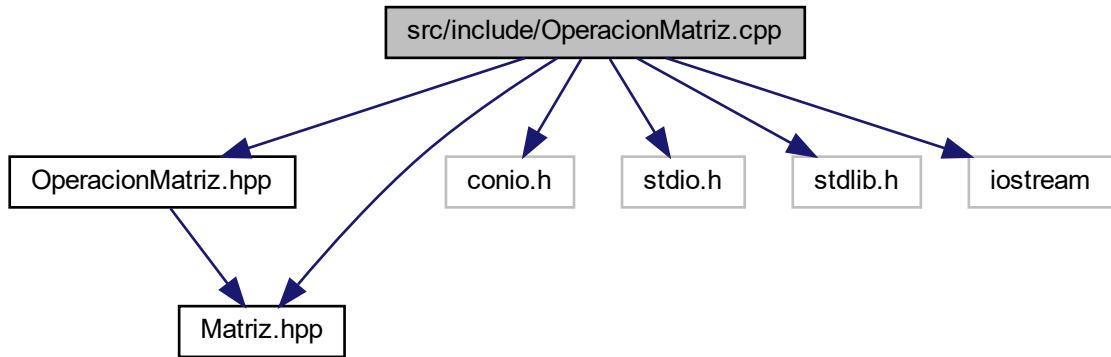 src/include/OperacionMatriz.cpp
OperacionMatriz.hpp
conio.h
stdio.h
stdlib.h
iostream
Matriz.hpp